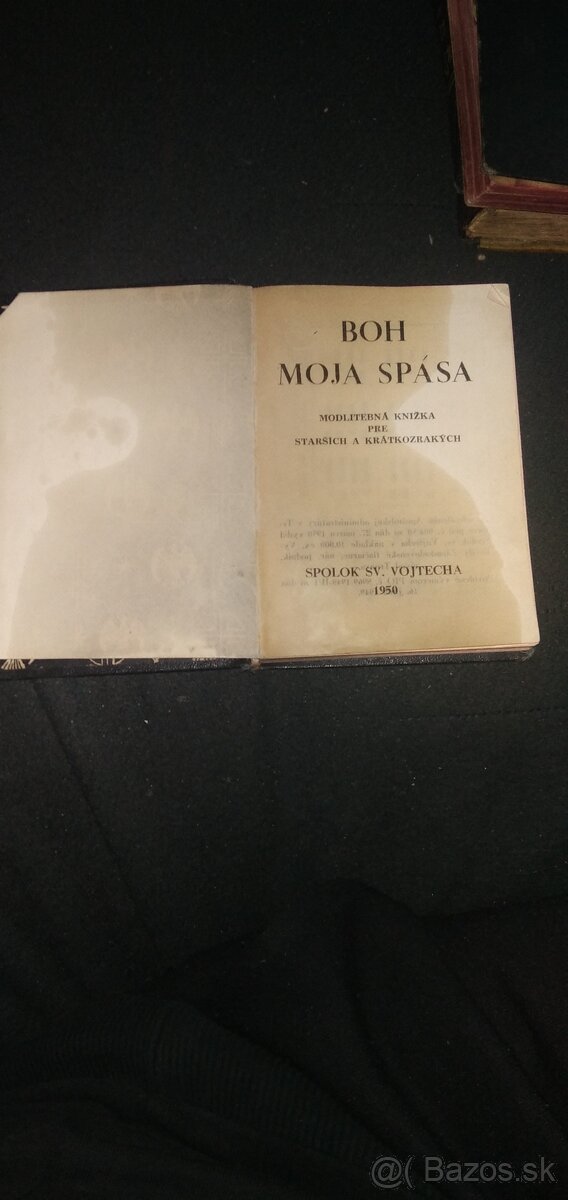 BOH
MOJA SPÁSA
MODLITEBNÁ KNIŽKA
PRE
STARŠÍCH A KRÁTKOZRAKÝCH
SPOLOK SV. VOJTECHA
1950
@( Bazos.sk